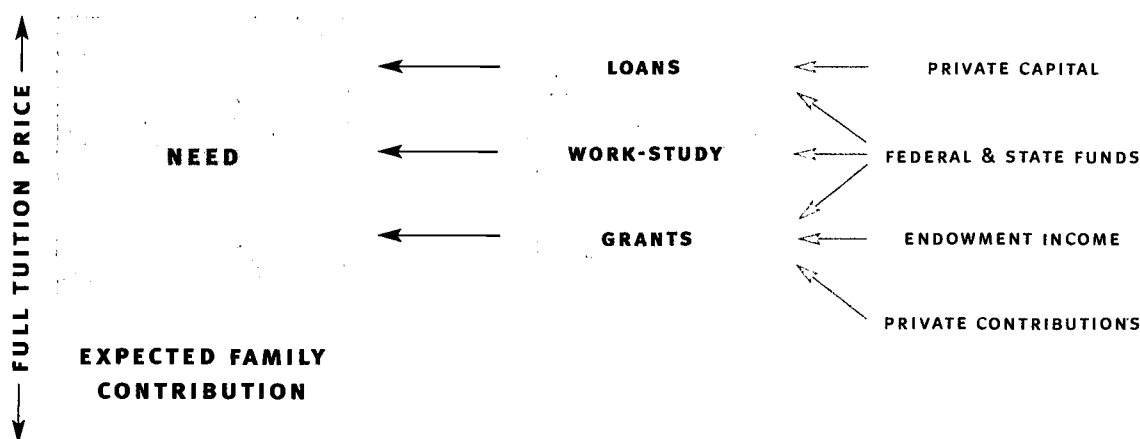 FULL TUITION PRICE
NEED
EXPECTED FAMILY
CONTRIBUTION
LOANS
WORK-STUDY
GRANTS
PRIVATE CAPITAL
FEDERAL & STATE FUNDS
ENDOWMENT INCOME
PRIVATE CONTRIBUTIONS